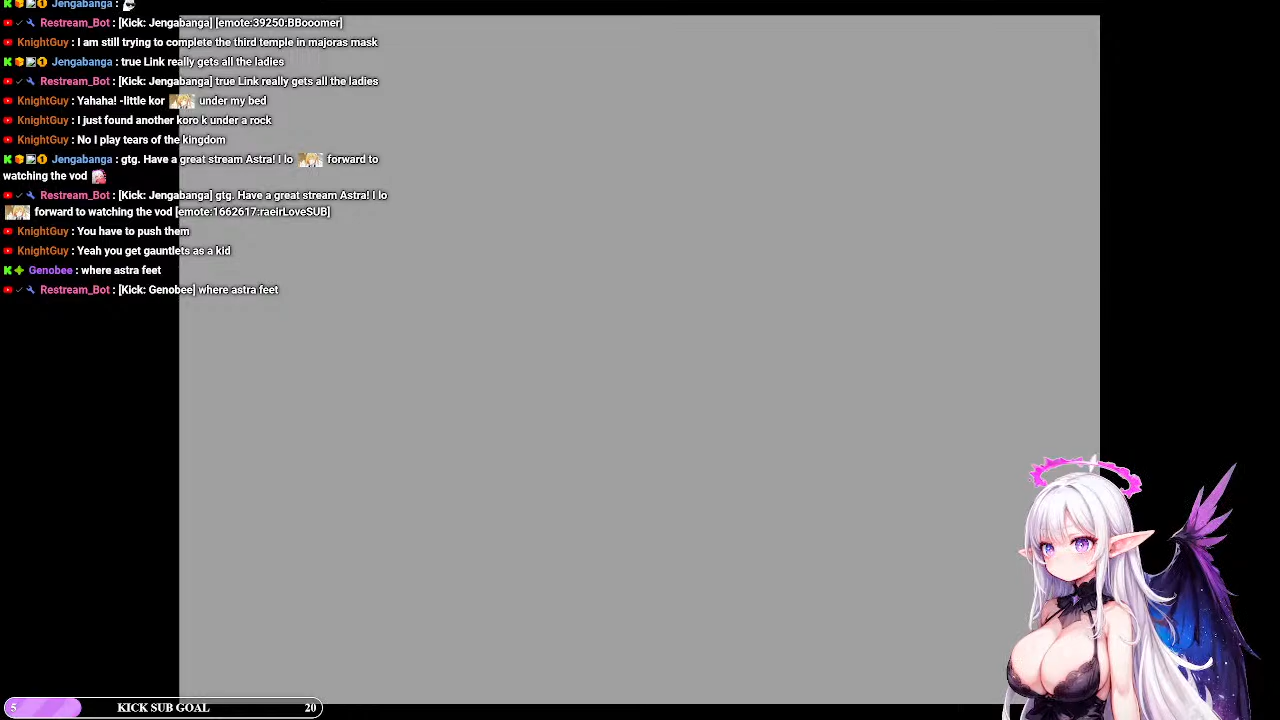 Jengabanga :
Restream_Bot : [Kick: Jengabanga] [emote:39250:BBooomer]
KnightGuy : I am still trying to complete the third temple in majoras mask
Jengabanga : true Link really gets all the ladies
Restream_Bot : [Kick: Jengabanga] true Link really gets all the ladies
KnightGuy : Yahaha! -little kor under my bed
KnightGuy : I just found another koro k under a rock
KnightGuy : No I play tears of the kingdom
Jengabanga : gtg. Have a great stream Astra! I lo forward to
watching the vod
Restream_Bot : [Kick: Jengabanga] gtg. Have a great stream Astra! I lo
forward to watching the vod [emote:1662617:raeirLoveSUB]
KnightGuy : You have to push them
KnightGuy : Yeah you get gauntlets as a kid
Genobee : where astra feet
Restream_Bot : [Kick: Genobee] where astra feet
5 KICK SUB GOAL 20